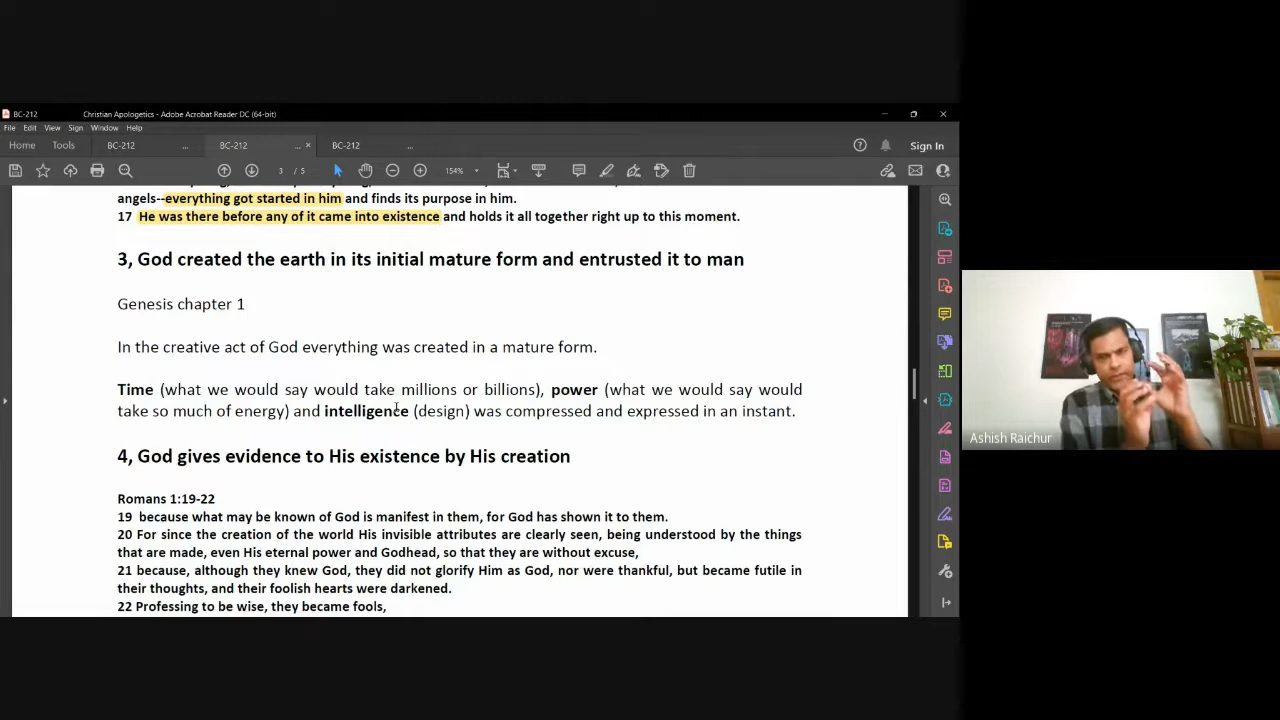 BC-212 Christian Apologetics - Adobe Acrobat Reader DC (64-bit)
File Edit View Sign Window Help
Home Tools BC-212 ... BC-212 ... × BC-212 ... Sign In
3 / 5 154%
angels--everything got started in him and finds its purpose in him.
17 He was there before any of it came into existence and holds it all together right up to this moment.
3, God created the earth in its initial mature form and entrusted it to man
Genesis chapter 1
In the creative act of God everything was created in a mature form.
Time (what we would say would take millions or billions), power (what we would say would
take so much of energy) and intelligence (design) was compressed and expressed in an instant.
4, God gives evidence to His existence by His creation
Romans 1:19-22
19 because what may be known of God is manifest in them, for God has shown it to them.
20 For since the creation of the world His invisible attributes are clearly seen, being understood by the things
that are made, even His eternal power and Godhead, so that they are without excuse,
21 because, although they knew God, they did not glorify Him as God, nor were thankful, but became futile in
their thoughts, and their foolish hearts were darkened.
22 Professing to be wise, they became fools,
Ashish Raichur